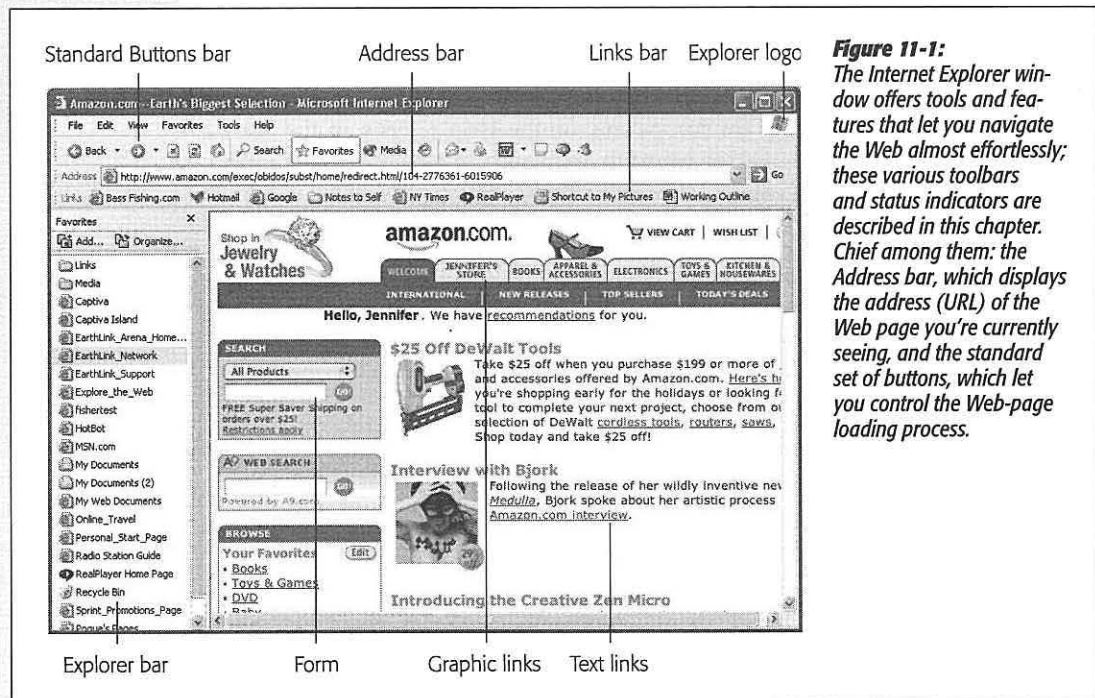 Standard Buttons bar
Address bar
Links bar
Explorer logo
Amazon.com--Earth's Biggest Selection - Microsoft Internet Explorer
File Edit View Favorites Tools Help
Back Search Favorites Media
Address http://www.amazon.com/exec/obidos/subst/home/redirect.html/104-2776361-6015906 Go
Links Bass Fishing.com Hotmail Google Notes to Self NY Times RealPlayer Shortcut to My Pictures Working Outline
Favorites
Add... Organize...
Links
Media
Captiva
Captiva Island
EarthLink_Arena_Home...
EarthLink_Network
EarthLink_Support
Explore_the_Web
fishertest
HotBot
MSN.com
My Documents
My Documents (2)
My Web Documents
Online_Travel
Personal_Start_Page
Radio Station Guide
RealPlayer Home Page
Recycle Bin
Sprint_Promotions_Page
Pogue's Pages
Shop in
Jewelry
& Watches
amazon.com.
VIEW CART | WISH LIST |
WELCOME
JENNIFER'S STORE
BOOKS
APPAREL & ACCESSORIES
ELECTRONICS
TOYS & GAMES
KITCHEN & HOUSEWARES
INTERNATIONAL | NEW RELEASES | TOP SELLERS | TODAY'S DEALS
Hello, Jennifer. We have recommendations for you.
SEARCH
All Products
GO
FREE Super Saver Shipping on
orders over $25!
Restrictions apply
WEB SEARCH
GO
Powered by A9.com
BROWSE
Your Favorites Edit
• Books
• Toys & Games
• DVD
• Baby
$25 Off DeWalt Tools
Take $25 off when you purchase $199 or more of
and accessories offered by Amazon.com. Here's
you're shopping early for the holidays or looking
tool to complete your next project, choose from
selection of DeWalt cordless tools, routers, saws,
Shop today and take $25 off!
Interview with Bjork
Following the release of her wildly inventive
Medulla, Bjork spoke about her artistic process
Amazon.com interview.
Introducing the Creative Zen Micro
Explorer bar
Form
Graphic links
Text links
Figure 11-1:
The Internet Explorer win-
dow offers tools and fea-
tures that let you navigate
the Web almost effortlessly;
these various toolbars
and status indicators are
described in this chapter.
Chief among them: the
Address bar, which displays
the address (URL) of the
Web page you're currently
seeing, and the standard
set of buttons, which let
you control the Web-page
loading process.